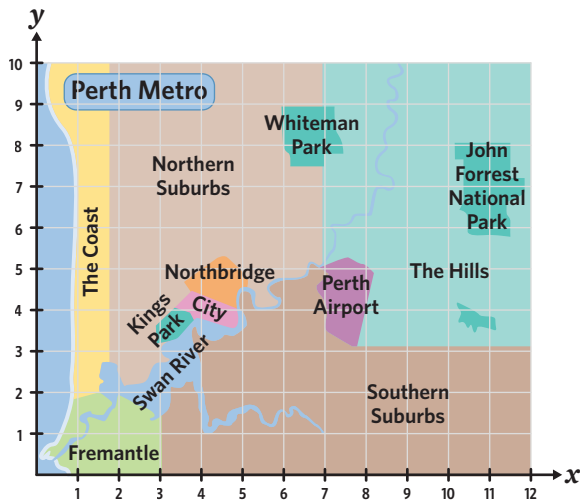 y
10
9
8
7
6
5
4
3
2
1
Perth Metro
Whiteman
Park
Northern
Suburbs
John
Forrest
National
Park
The Coast
Northbridge
The Hills
Perth
Airport
City
Kings
Park
Swan River
Southern
Suburbs
Fremantle
1 2 3 4 5 6 7 8 9 10 11 12
x